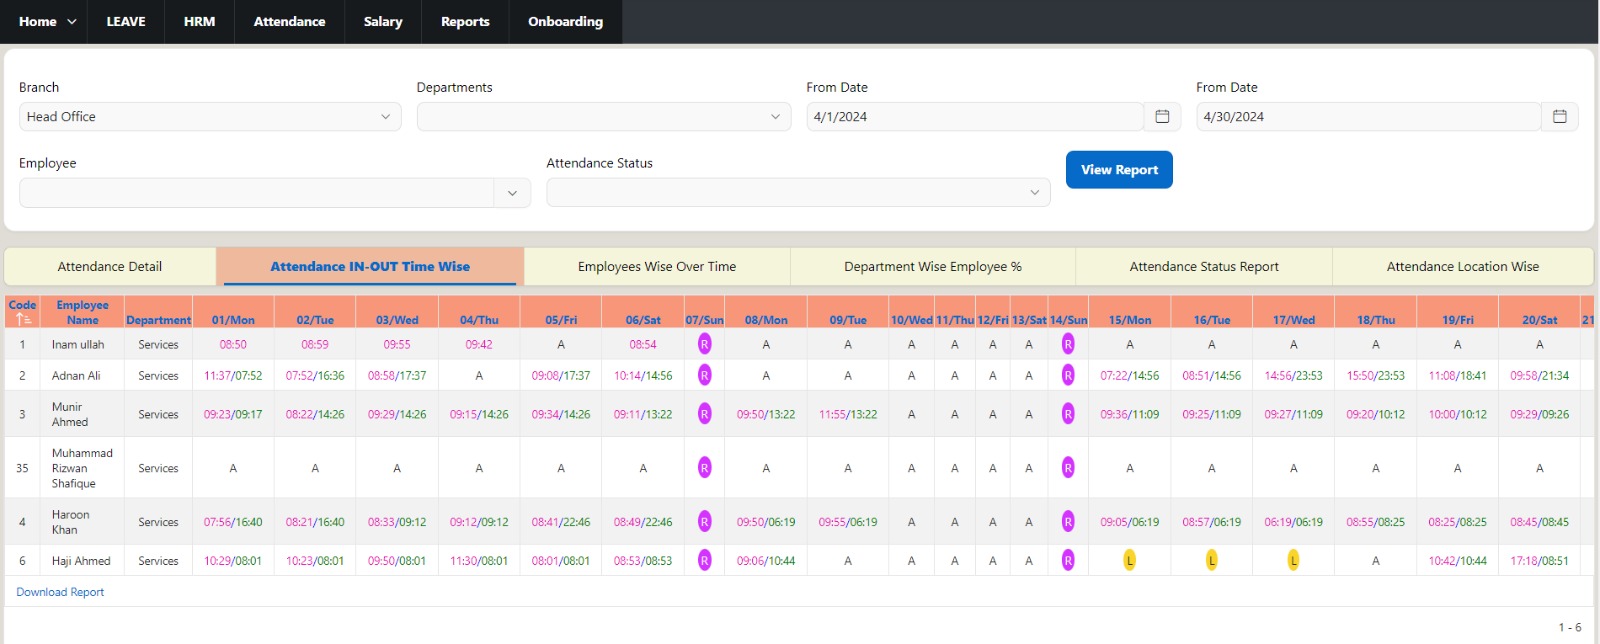 Home LEAVE HRM Attendance Salary Reports Onboarding
Branch Departments From Date From Date
Head Office 4/1/2024 4/30/2024
Employee Attendance Status
View Report
Attendance Detail Attendance IN-OUT Time Wise Employees Wise Over Time Department Wise Employee % Attendance Status Report Attendance Location Wise
Code Employee Name Department 01/Mon 02/Tue 03/Wed 04/Thu 05/Fri 06/Sat 07/Sun 08/Mon 09/Tue 10/Wed 11/Thu 12/Fri 13/Sat 14/Sun 15/Mon 16/Tue 17/Wed 18/Thu 19/Fri 20/Sat 21
1 Inam ullah Services 08:50 08:59 09:55 09:42 A 08:54 R A A A A A A R A A A A A A
2 Adnan Ali Services 11:37/07:52 07:52/16:36 08:58/17:37 A 09:08/17:37 10:14/14:56 R A A A A A A R 07:22/14:56 08:51/14:56 14:56/23:53 15:50/23:53 11:08/18:41 09:58/21:34
3 Munir Ahmed Services 09:23/09:17 08:22/14:26 09:29/14:26 09:15/14:26 09:34/14:26 09:11/13:22 R 09:50/13:22 11:55/13:22 A A A A R 09:36/11:09 09:25/11:09 09:27/11:09 09:20/10:12 10:00/10:12 09:29/09:26
35 Muhammad Rizwan Shafique Services A A A A A A R A A A A A A R A A A A A A
4 Haroon Khan Services 07:56/16:40 08:21/16:40 08:33/09:12 09:12/09:12 08:41/22:46 08:49/22:46 R 09:50/06:19 09:55/06:19 A A A A R 09:05/06:19 08:57/06:19 06:19/06:19 08:55/08:25 08:25/08:25 08:45/08:45
6 Haji Ahmed Services 10:29/08:01 10:23/08:01 09:50/08:01 11:30/08:01 08:01/08:01 08:53/08:53 R 09:06/10:44 A A A A A R L L L A 10:42/10:44 17:18/08:51
Download Report
1 - 6